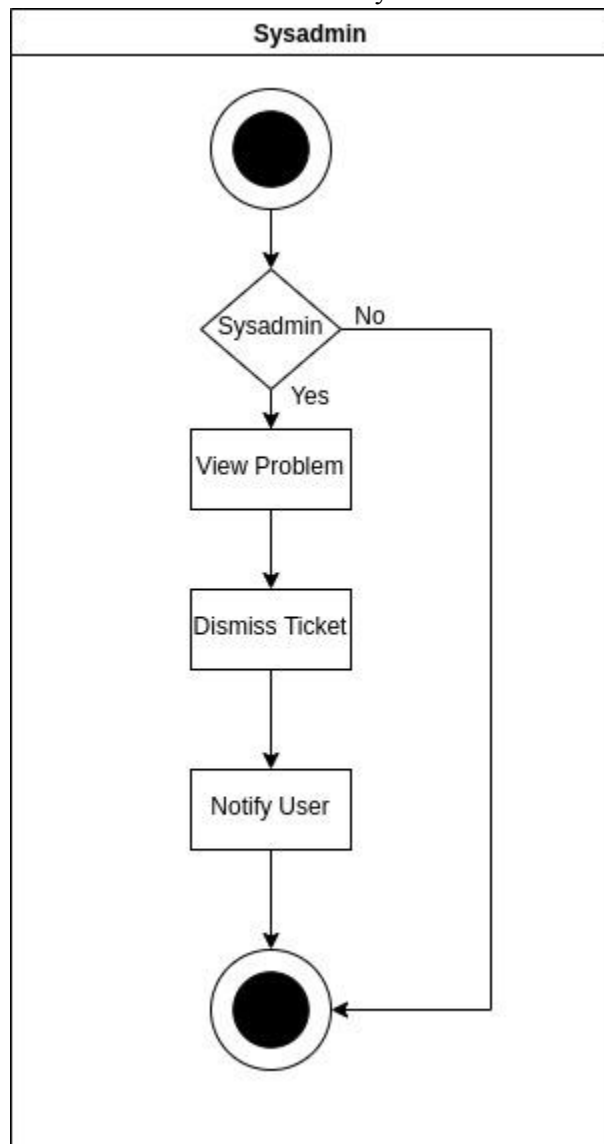 Sysadmin
Sysadmin
No
Yes
View Problem
Dismiss Ticket
Notify User